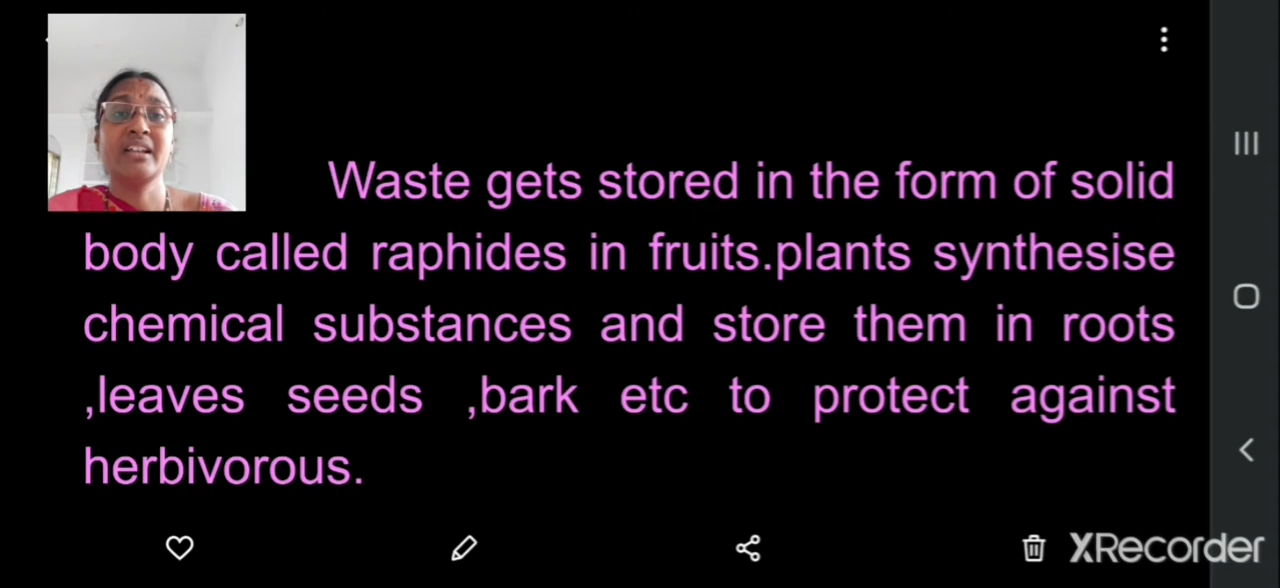 Waste gets stored in the form of solid
body called raphides in fruits.plants synthesise
chemical substances and store them in roots
,leaves seeds ,bark etc to protect against
herbivorous.
XRecorder